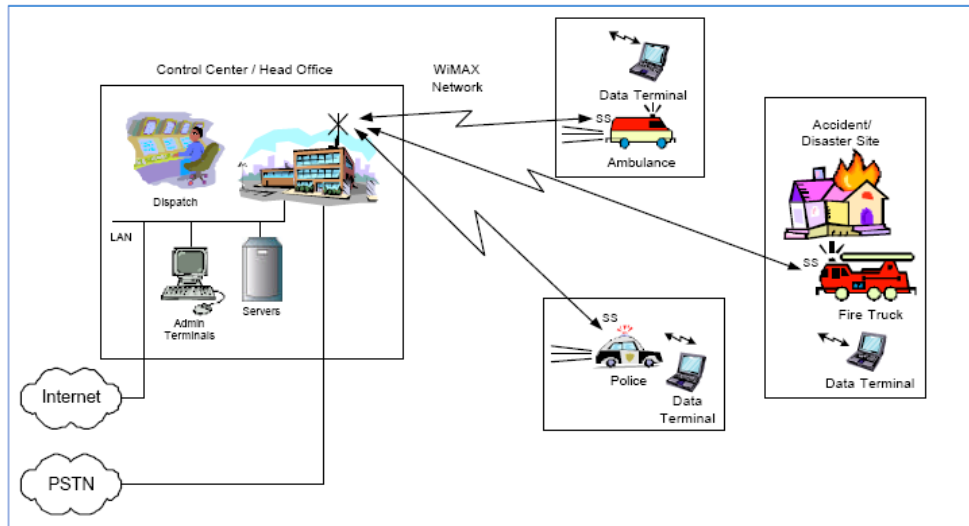 Control Center / Head Office
Dispatch
LAN
Admin
Terminals
Servers
Internet
PSTN
WiMAX
Network
Data Terminal
SS
Ambulance
Accident/
Disaster Site
SS
Fire Truck
Data Terminal
SS
Police
Data
Terminal